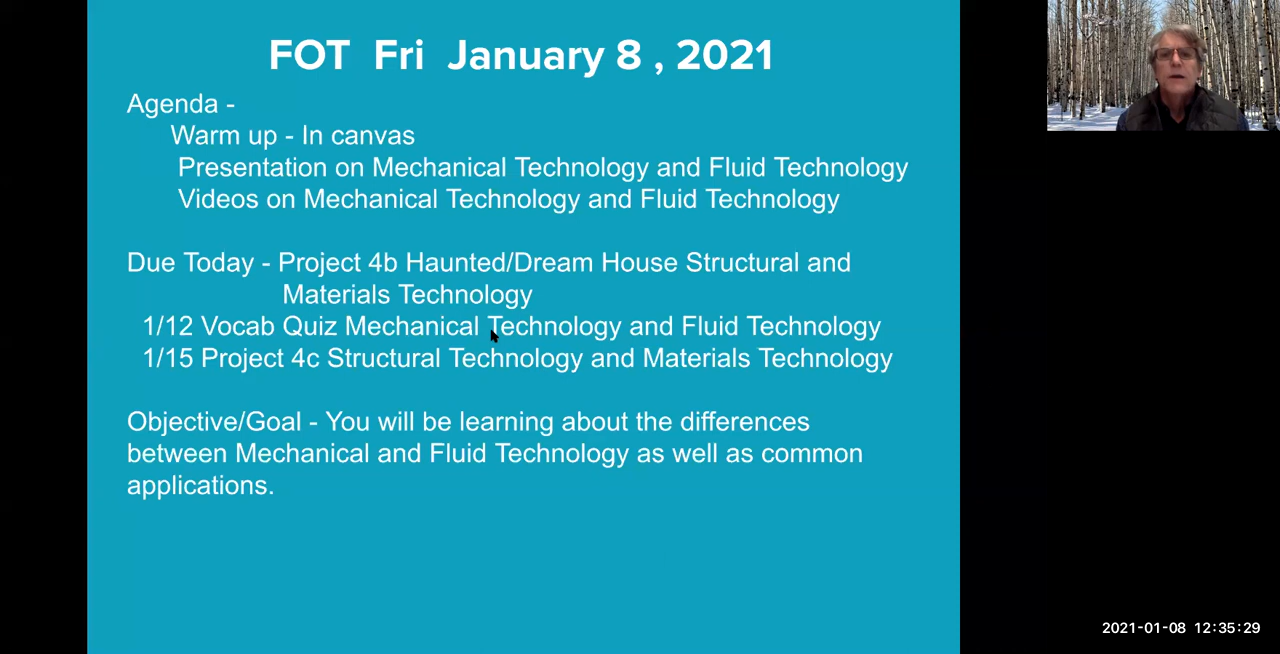 FOT Fri January 8 , 2021
Agenda -
Warm up - In canvas
Presentation on Mechanical Technology and Fluid Technology
Videos on Mechanical Technology and Fluid Technology
Due Today - Project 4b Haunted/Dream House Structural and
Materials Technology
1/12 Vocab Quiz Mechanical Technology and Fluid Technology
1/15 Project 4c Structural Technology and Materials Technology
Objective/Goal - You will be learning about the differences
between Mechanical and Fluid Technology as well as common
applications.
2021-01-08 12:35:29